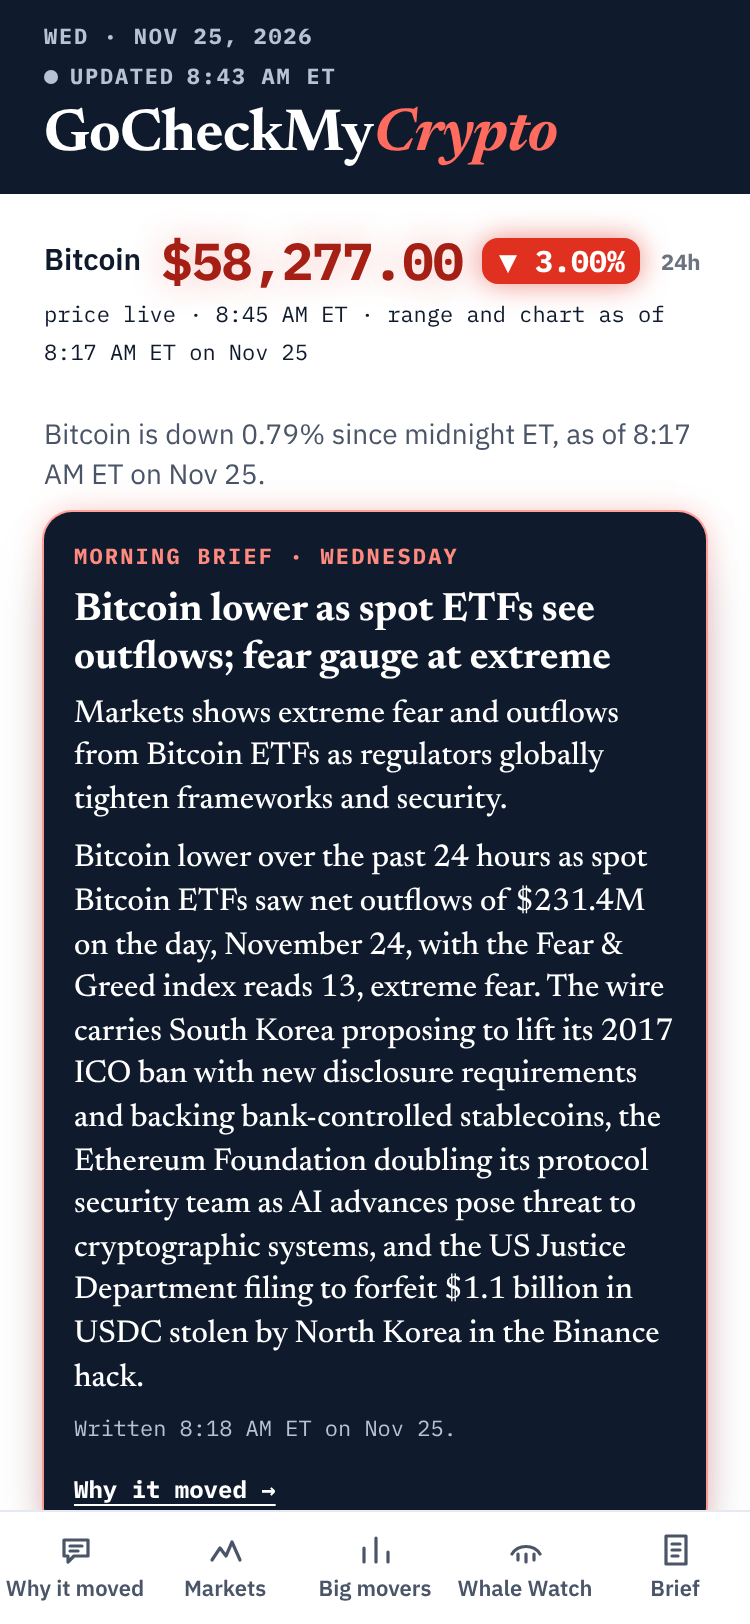 WED · NOV 25, 2026
UPDATED 8:43 AM ET
GoCheckMyCrypto
Bitcoin $58,277.00 ▼ 3.00% 24h
price live · 8:45 AM ET · range and chart as of
8:17 AM ET on Nov 25
Bitcoin is down 0.79% since midnight ET, as of 8:17
AM ET on Nov 25.
MORNING BRIEF · WEDNESDAY
Bitcoin lower as spot ETFs see
outflows; fear gauge at extreme
Markets shows extreme fear and outflows
from Bitcoin ETFs as regulators globally
tighten frameworks and security.
Bitcoin lower over the past 24 hours as spot
Bitcoin ETFs saw net outflows of $231.4M
on the day, November 24, with the Fear &
Greed index reads 13, extreme fear. The wire
carries South Korea proposing to lift its 2017
ICO ban with new disclosure requirements
and backing bank-controlled stablecoins, the
Ethereum Foundation doubling its protocol
security team as AI advances pose threat to
cryptographic systems, and the US Justice
Department filing to forfeit $1.1 billion in
USDC stolen by North Korea in the Binance
hack.
Written 8:18 AM ET on Nov 25.
Why it moved →
Why it moved Markets Big movers Whale Watch Brief